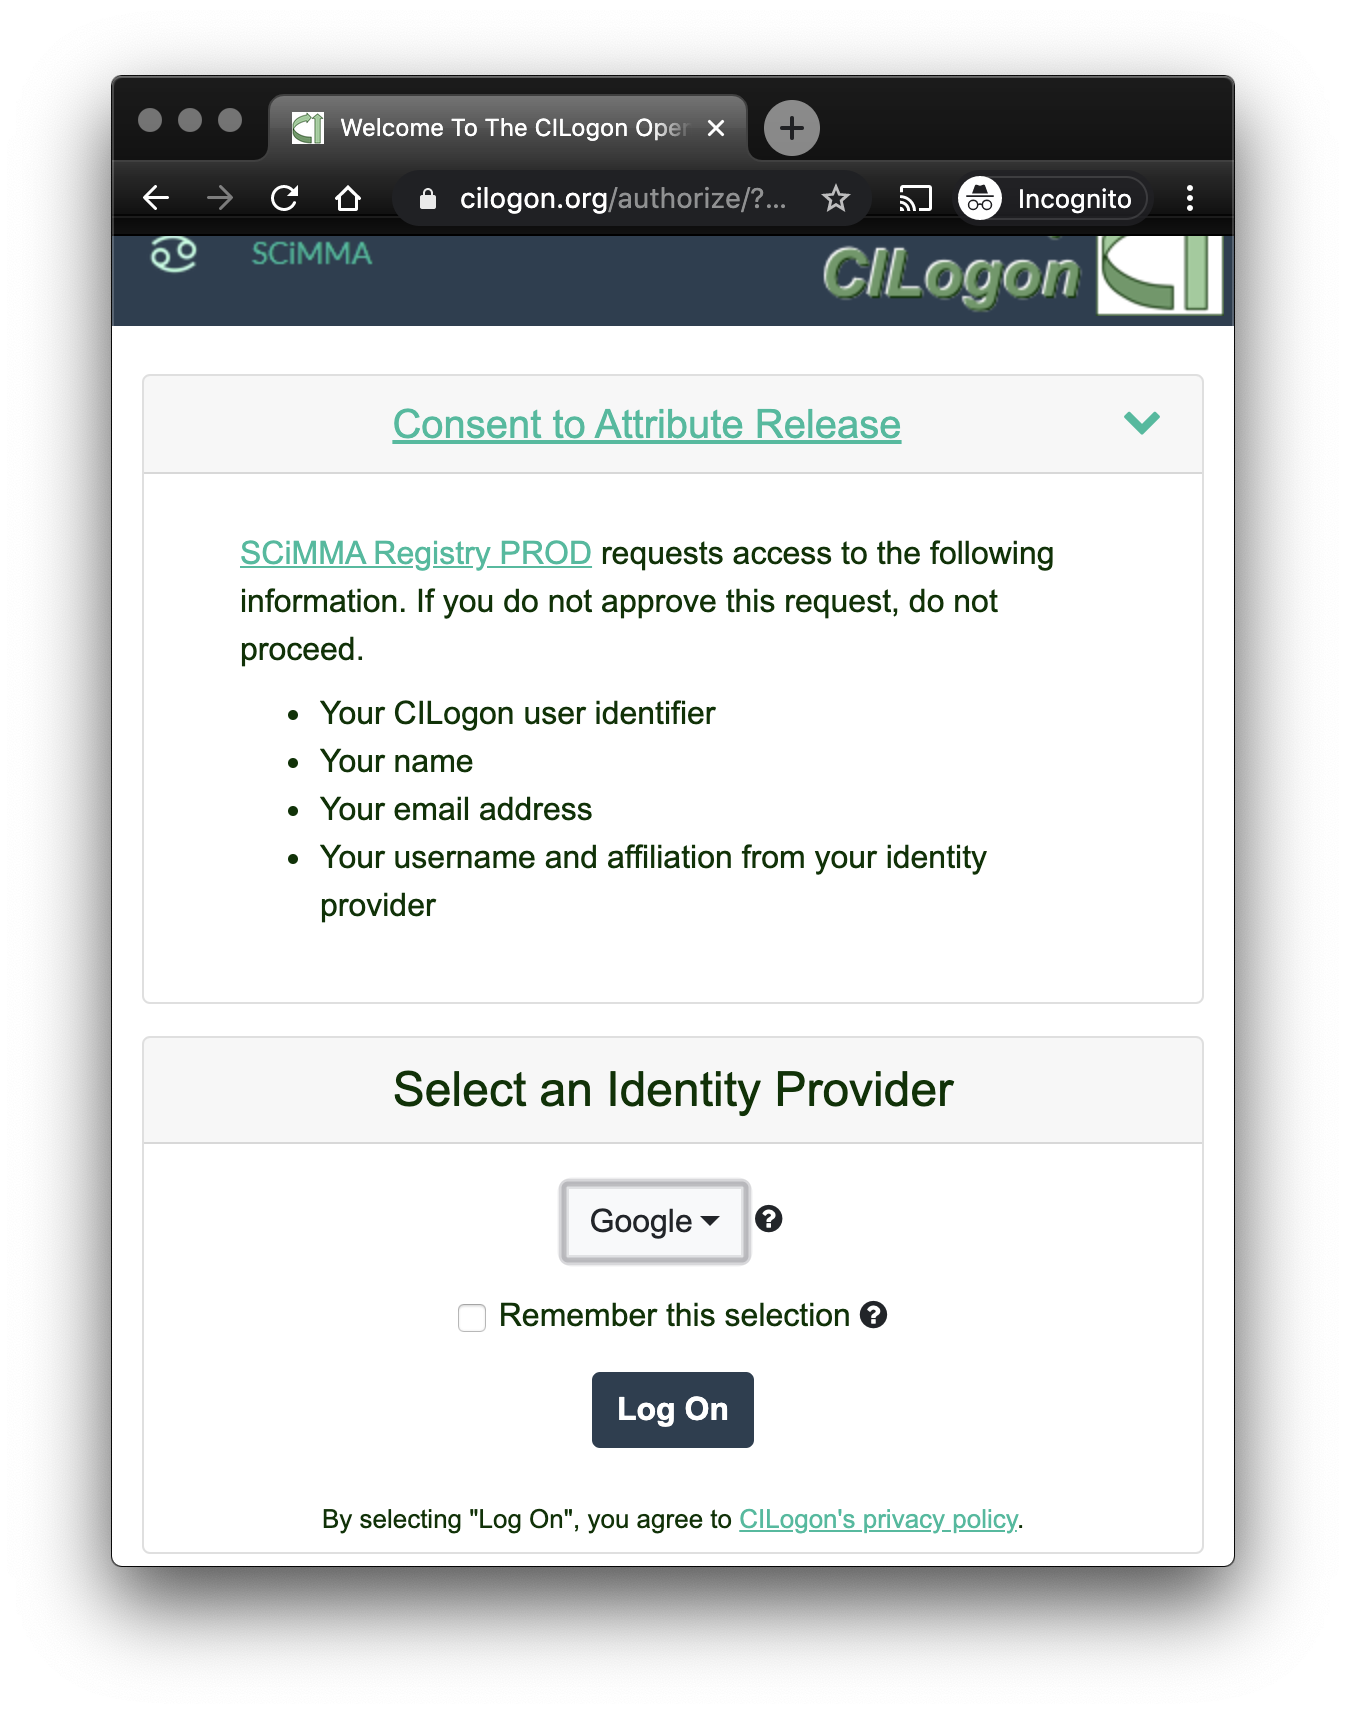 Welcome To The CILogon Oper
cilogon.org/authorize/?...
Incognito
SCiMMA
CILogon
Consent to Attribute Release
SCiMMA Registry PROD requests access to the following
information. If you do not approve this request, do not
proceed.
• Your CILogon user identifier
• Your name
• Your email address
• Your username and affiliation from your identity
provider
Select an Identity Provider
Google
Remember this selection
Log On
By selecting "Log On", you agree to CILogon's privacy policy.